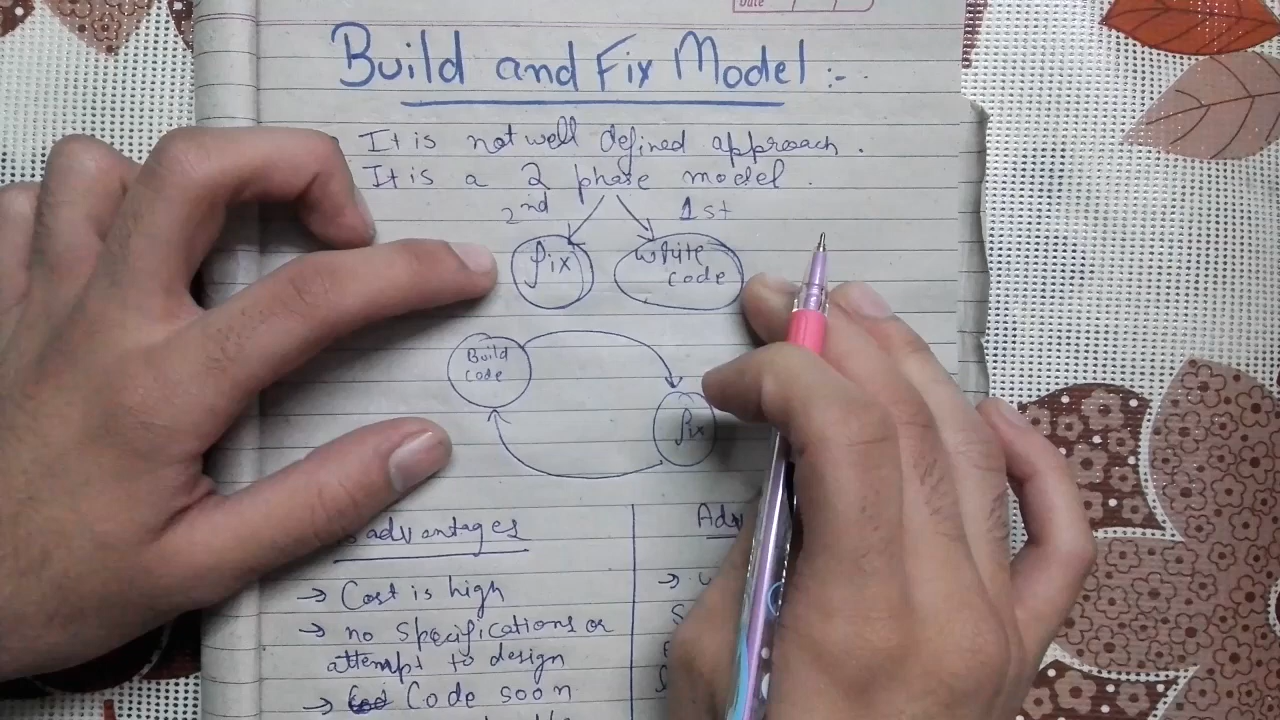 Date
Build and Fix Model :-
It is not well defined approach.
It is a 2 phase model.
2nd 1st
fix write
code
Build
code
fix
advantages
→ Cost is high
→ no specifications or
attempt to design
→ Code soon
Adv
→